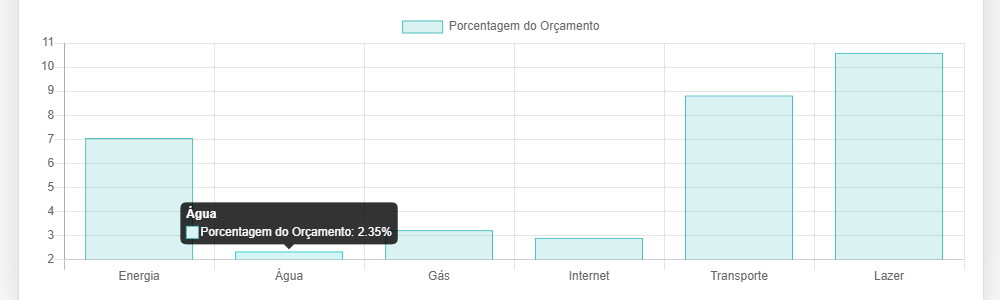 Porcentagem do Orçamento
11
10
9
8
7
6
5
4
3
2
Água
Porcentagem do Orçamento: 2.35%
Energia
Água
Gás
Internet
Transporte
Lazer